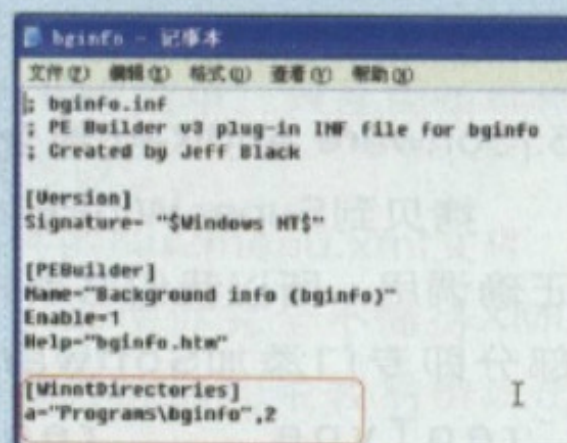 bginfo - 记事本
文件(F) 编辑(E) 格式(O) 查看(V) 帮助(H)
; bginfo.inf
; PE Builder v3 plug-in INF file for bginfo
; Created by Jeff Black
[Version]
Signature= "$Windows NT$"
[PEBuilder]
Name="Background info (bginfo)"
Enable=1
Help="bginfo.htm"
[WinntDirectories]
a="Programs\bginfo",2